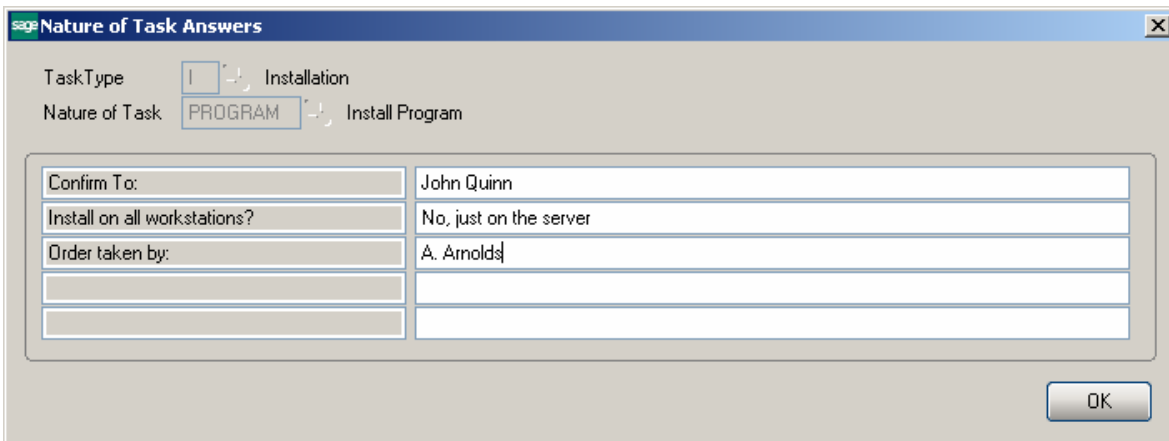 sage Nature of Task Answers
TaskType I Installation
Nature of Task PROGRAM Install Program
Confirm To: John Quinn
Install on all workstations? No, just on the server
Order taken by: A. Arnolds
OK